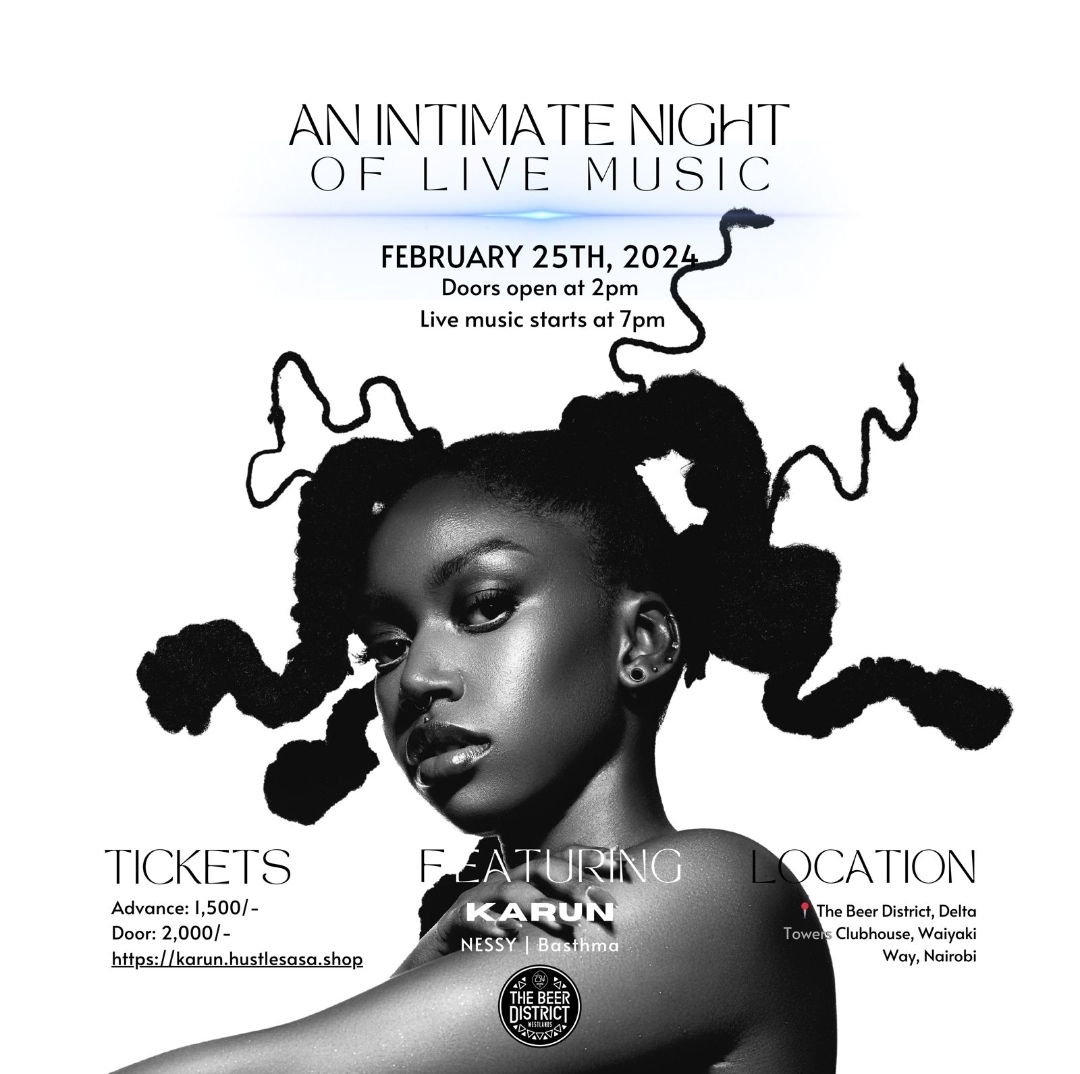 AN INTIMATE NIGHT
OF LIVE MUSIC
FEBRUARY 25TH, 2024
Doors open at 2pm
Live music starts at 7pm
TICKETS
Advance: 1,500/-
Door: 2,000/-
https://karun.hustlesasa.shop
FEATURING
KARUN
NESSY | Basthma
LOCATION
📍 The Beer District, Delta
Towers Clubhouse, Waiyaki
Way, Nairobi
THE BEER
DISTRICT
WESTLANDS